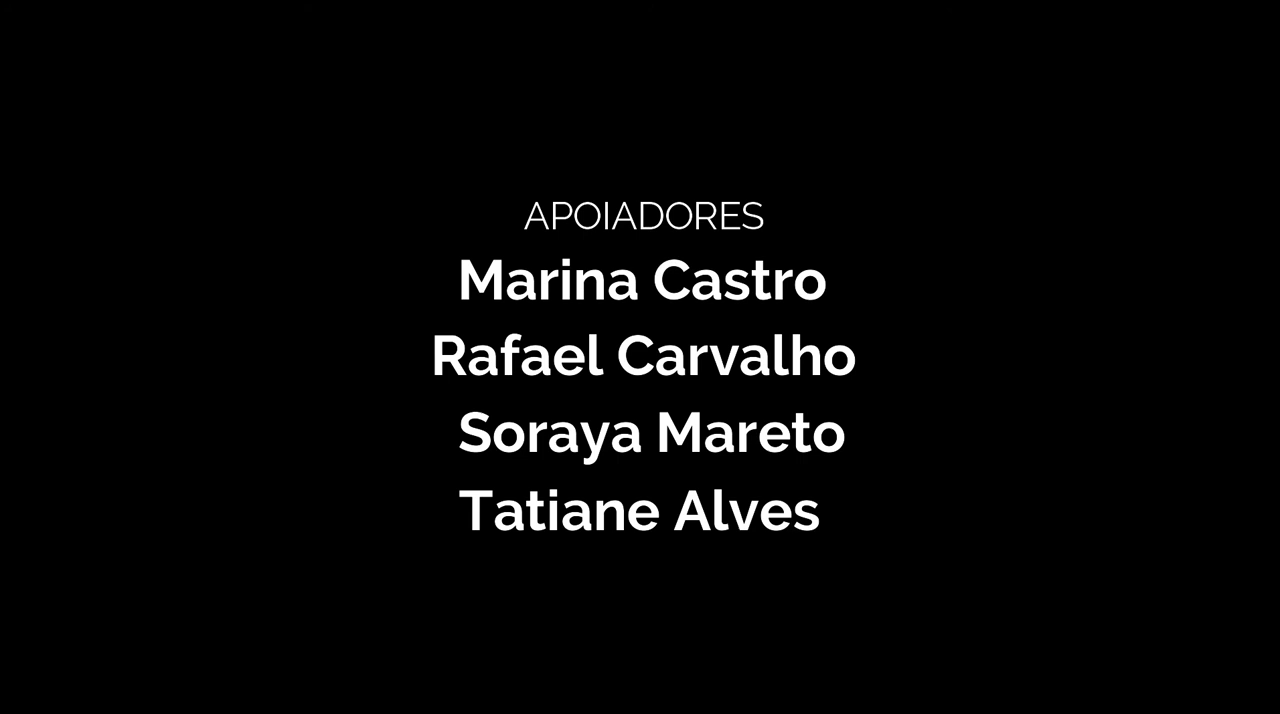 APOIADORES
Marina Castro
Rafael Carvalho
Soraya Mareto
Tatiane Alves